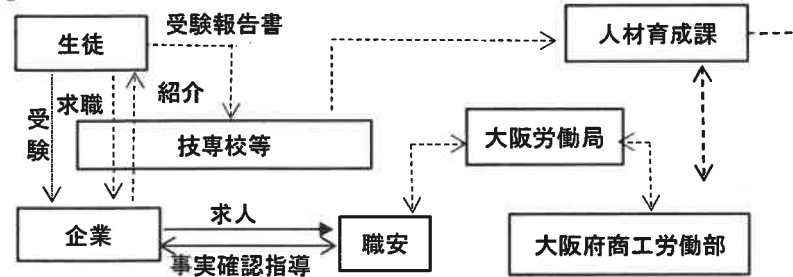 受験報告書
人材育成課
生徒
紹介
求職
受験
技専校等
大阪労働局
求人
企業
職安
大阪府商工労働部
事実確認指導